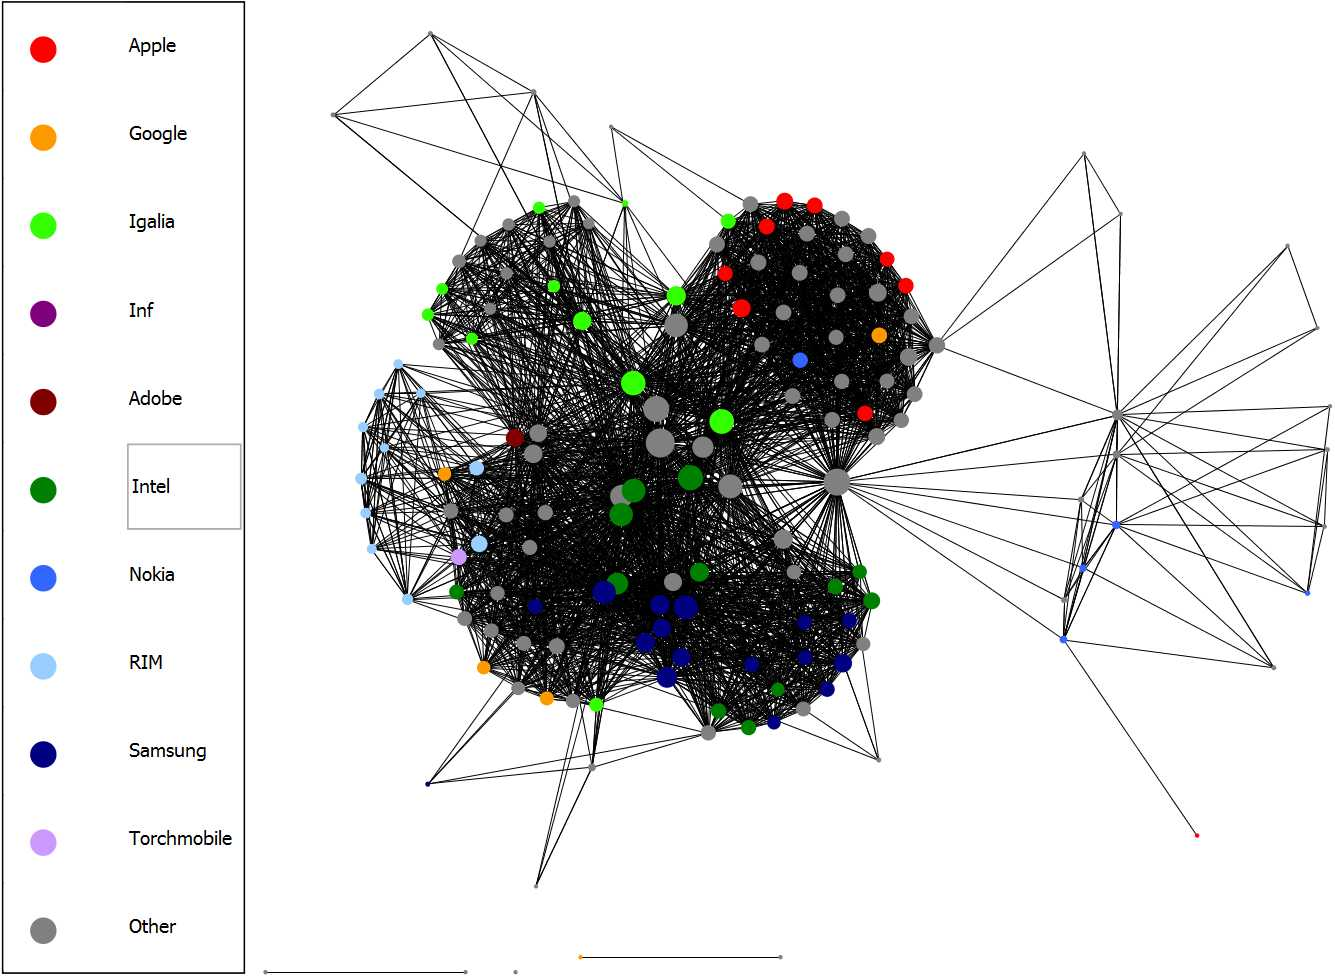 Apple
Google
Igalia
Inf
Adobe
Intel
Nokia
RIM
Samsung
Torchmobile
Other